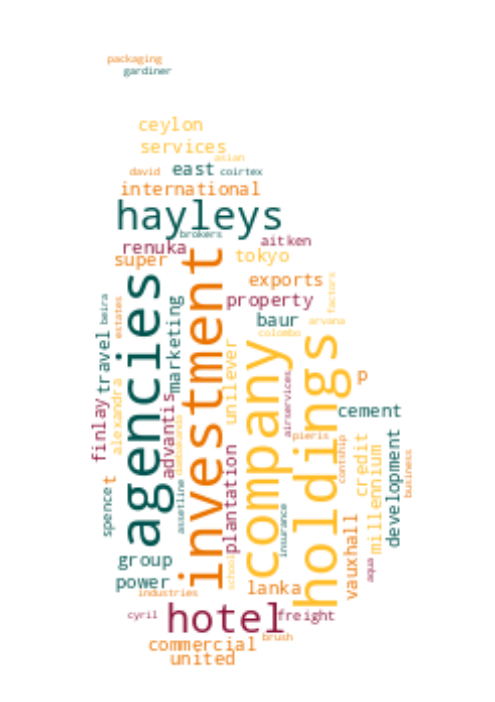 packaging
gardiner
ceylon
services
asian
david
east
coirtex
international
hayleys
brokers
renuka
aitken
super
tokyo
exports
property
factors
baur
arvana
colombo
beira
estates
travel
agencies
marketing
investment
unilever
company
holdings
p
cement
finlay
alexandra
advantis
airservices
pieris
contship
credit
millennium
development
business
spence
t
assetline
plantation
insurance
vauxhall
aqua
group
power
industries
school
lanka
cyril
hotel
freight
brush
commercial
united